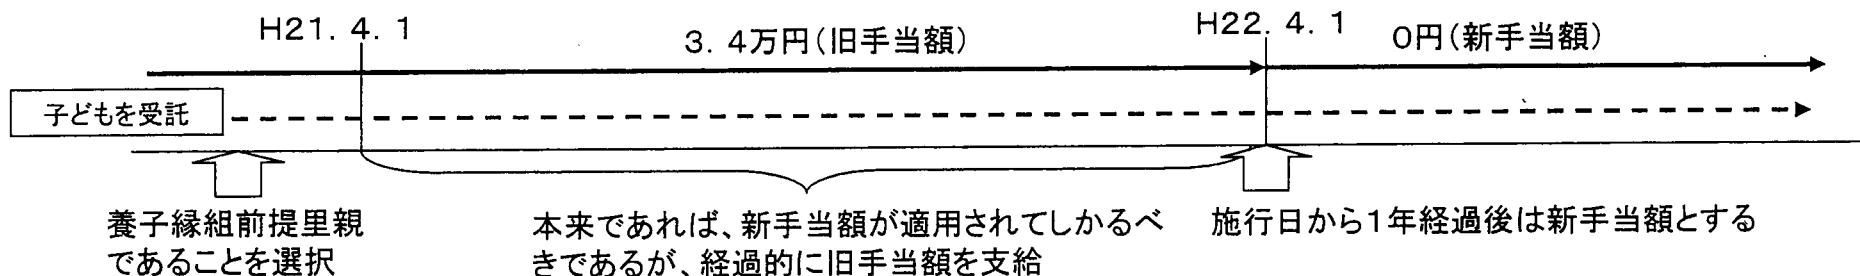 H21.4.1
3.4万円(旧手当額)
H22.4.1
0円(新手当額)
子どもを受託
養子縁組前提里親
であることを選択
本来であれば、新手当額が適用されてしかるべ
きであるが、経過的に旧手当額を支給
施行日から1年経過後は新手当額とする